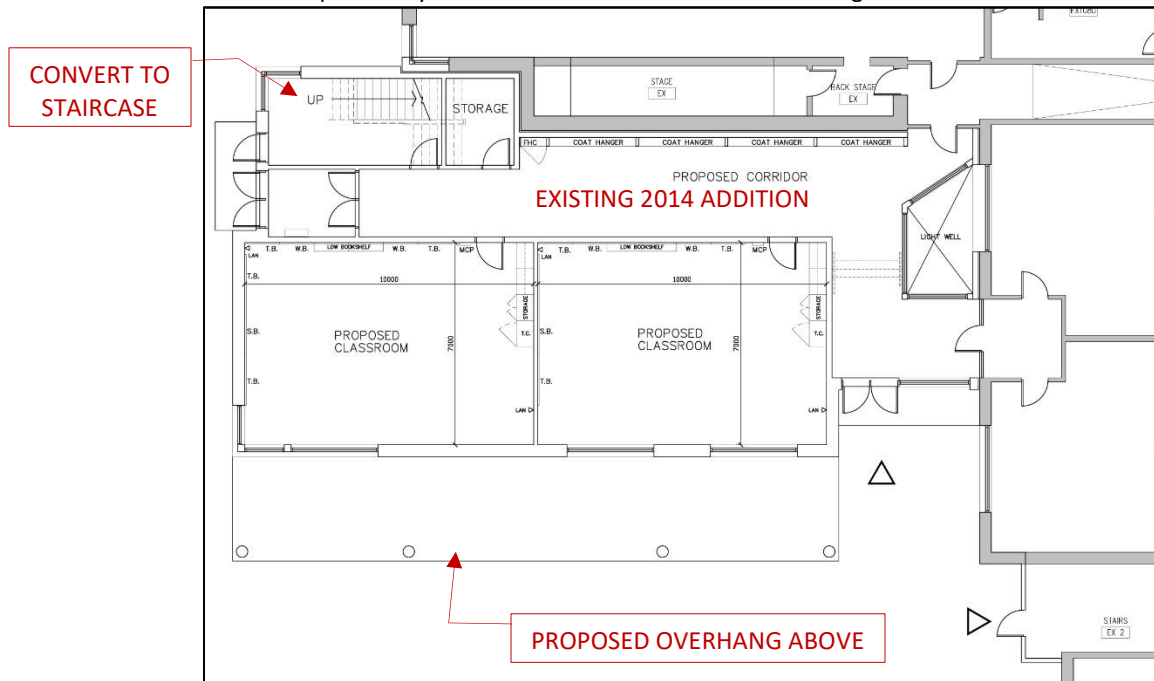 EXTGBD
CONVERT TO
STAIRCASE
UP
STORAGE
STAGE
EX
BACK STAGE
EX
FHC
COAT HANGER
COAT HANGER
COAT HANGER
COAT HANGER
PROPOSED CORRIDOR
EXISTING 2014 ADDITION
LIGHT WELL
T.B. W.B. LOW BOOKSHELF W.B. T.B. MCP
LAN
T.B.
10000
STORAGE
T.C.
S.B.
PROPOSED
CLASSROOM
7000
T.B.
LAN
T.B. W.B. LOW BOOKSHELF W.B. T.B. MCP
LAN
10000
STORAGE
T.C.
S.B.
PROPOSED
CLASSROOM
7000
T.B.
LAN
STAIRS
EX 2
PROPOSED OVERHANG ABOVE